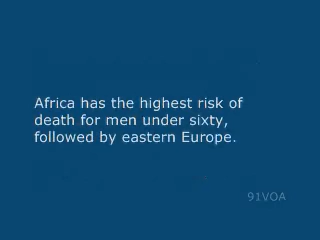 Africa has the highest risk of
death for men under sixty,
followed by eastern Europe.
91VOA